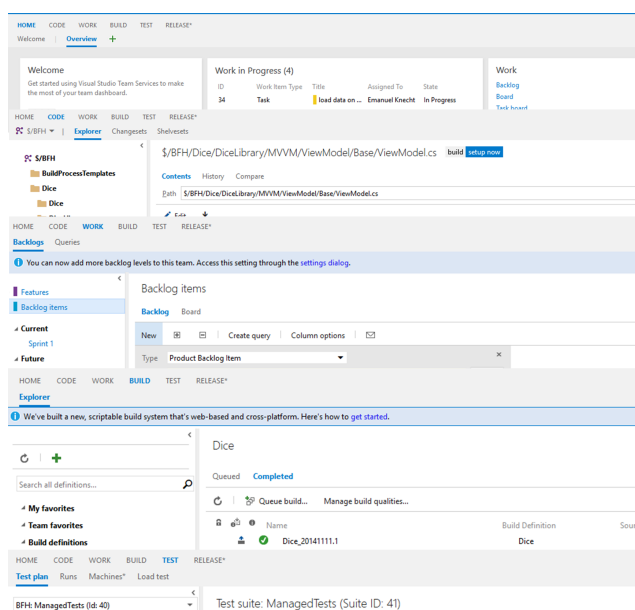 HOME CODE WORK BUILD TEST RELEASE*
Welcome Overview +
Welcome
Get started using Visual Studio Team Services to make
the most of your team dashboard.
Work in Progress (4)
ID Work Item Type Title Assigned To State
34 Task load data on ... Emanuel Knecht In Progress
Work
Backlog
Board
Task board
HOME CODE WORK BUILD TEST RELEASE*
$/BFH Explorer Changesets Shelvesets
$/BFH
BuildProcessTemplates
Dice
Dice
$/BFH/Dice/DiceLibrary/MVVM/ViewModel/Base/ViewModel.cs build setup now
Contents History Compare
Path $/BFH/Dice/DiceLibrary/MVVM/ViewModel/Base/ViewModel.cs
Edit
HOME CODE WORK BUILD TEST RELEASE*
Backlogs Queries
You can now add more backlog levels to this team. Access this setting through the settings dialog.
Features
Backlog items
Current
Sprint 1
Future
Backlog items
Backlog Board
New Create query Column options
Type Product Backlog Item
HOME CODE WORK BUILD TEST RELEASE*
Explorer
We've built a new, scriptable build system that's web-based and cross-platform. Here's how to get started.
Search all definitions...
My favorites
Team favorites
Build definitions
Dice
Queued Completed
Queue build... Manage build qualities...
Name Build Definition Sour
Dice_20141111.1 Dice
HOME CODE WORK BUILD TEST RELEASE*
Test plan Runs Machines* Load test
BFH: ManagedTests (Id: 40)
Test suite: ManagedTests (Suite ID: 41)